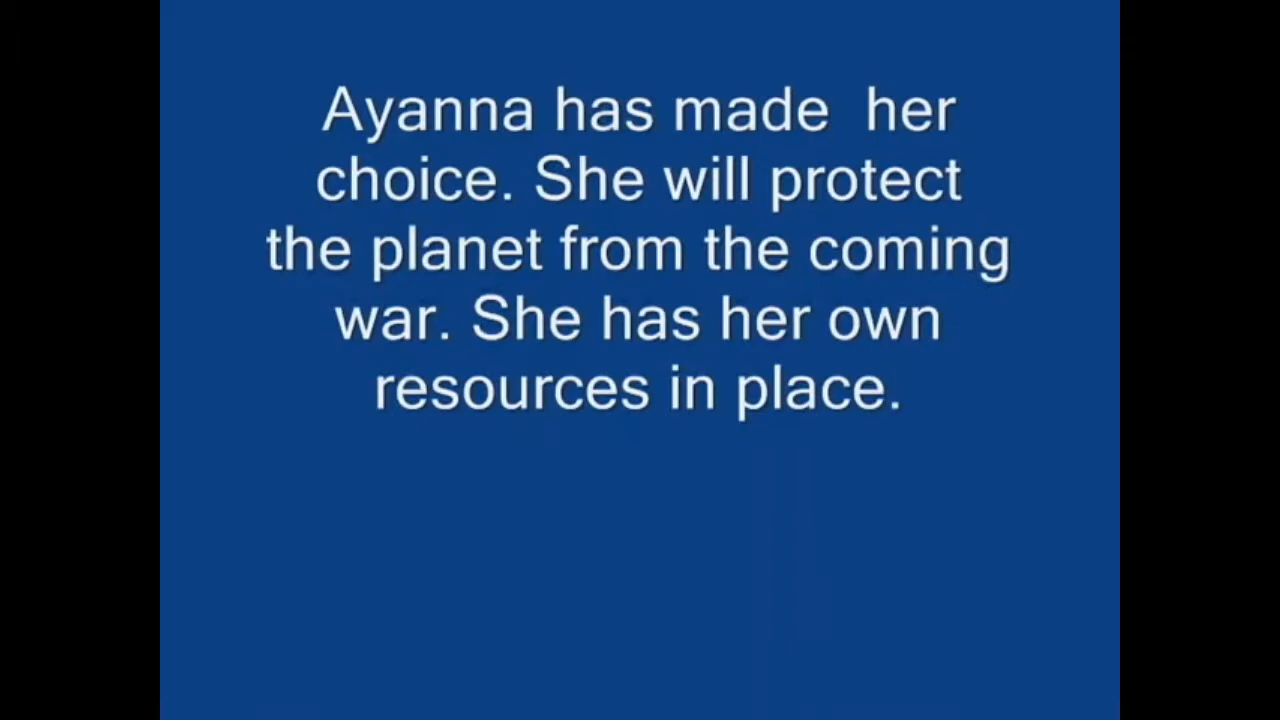 Ayanna has made  her
choice. She will protect
the planet from the coming
war. She has her own
resources in place.